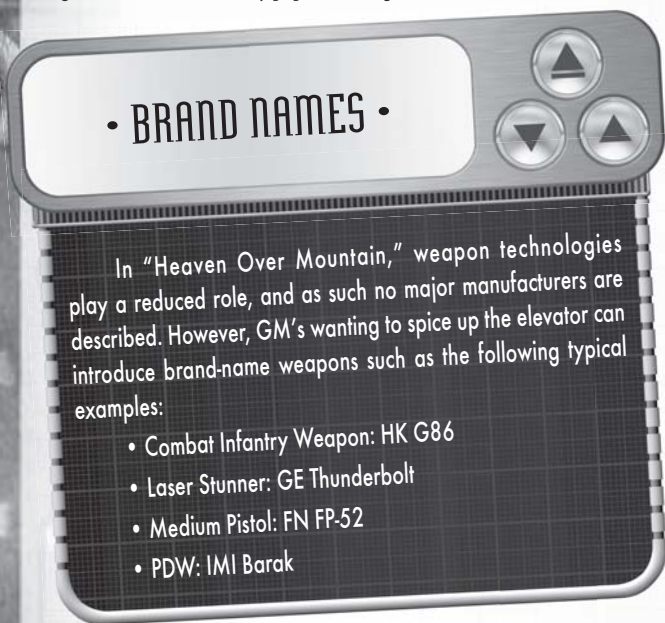 • BRAND NAMES •
In “Heaven Over Mountain,” weapon technologies
play a reduced role, and as such no major manufacturers are
described. However, GM’s wanting to spice up the elevator can
introduce brand-name weapons such as the following typical
examples:
• Combat Infantry Weapon: HK G86
• Laser Stunner: GE Thunderbolt
• Medium Pistol: FN FP-52
• PDW: IMI Barak